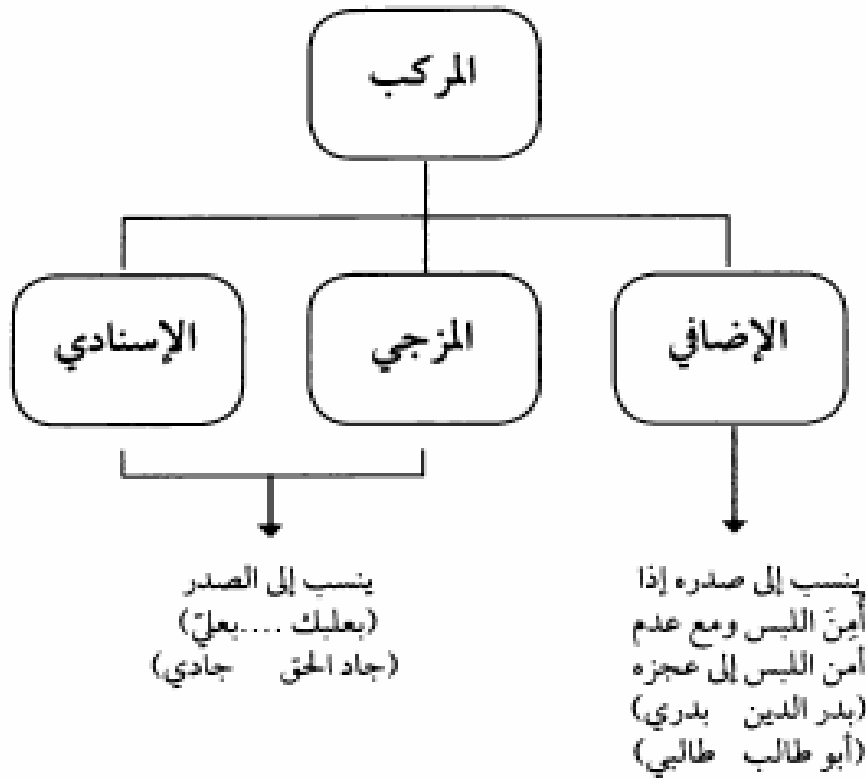 المركب
الإضافي
المزجي
الإسنادي
ينسب إلى صدره إذا
أُمِنَ اللبس ومع عدم
أمن اللبس إلى عجزه
(بدر الدين بدري)
(أبو طالب طالبي)
ينسب إلى الصدر
(بعلبك ....بعليّ)
(جاد الحق جادي)